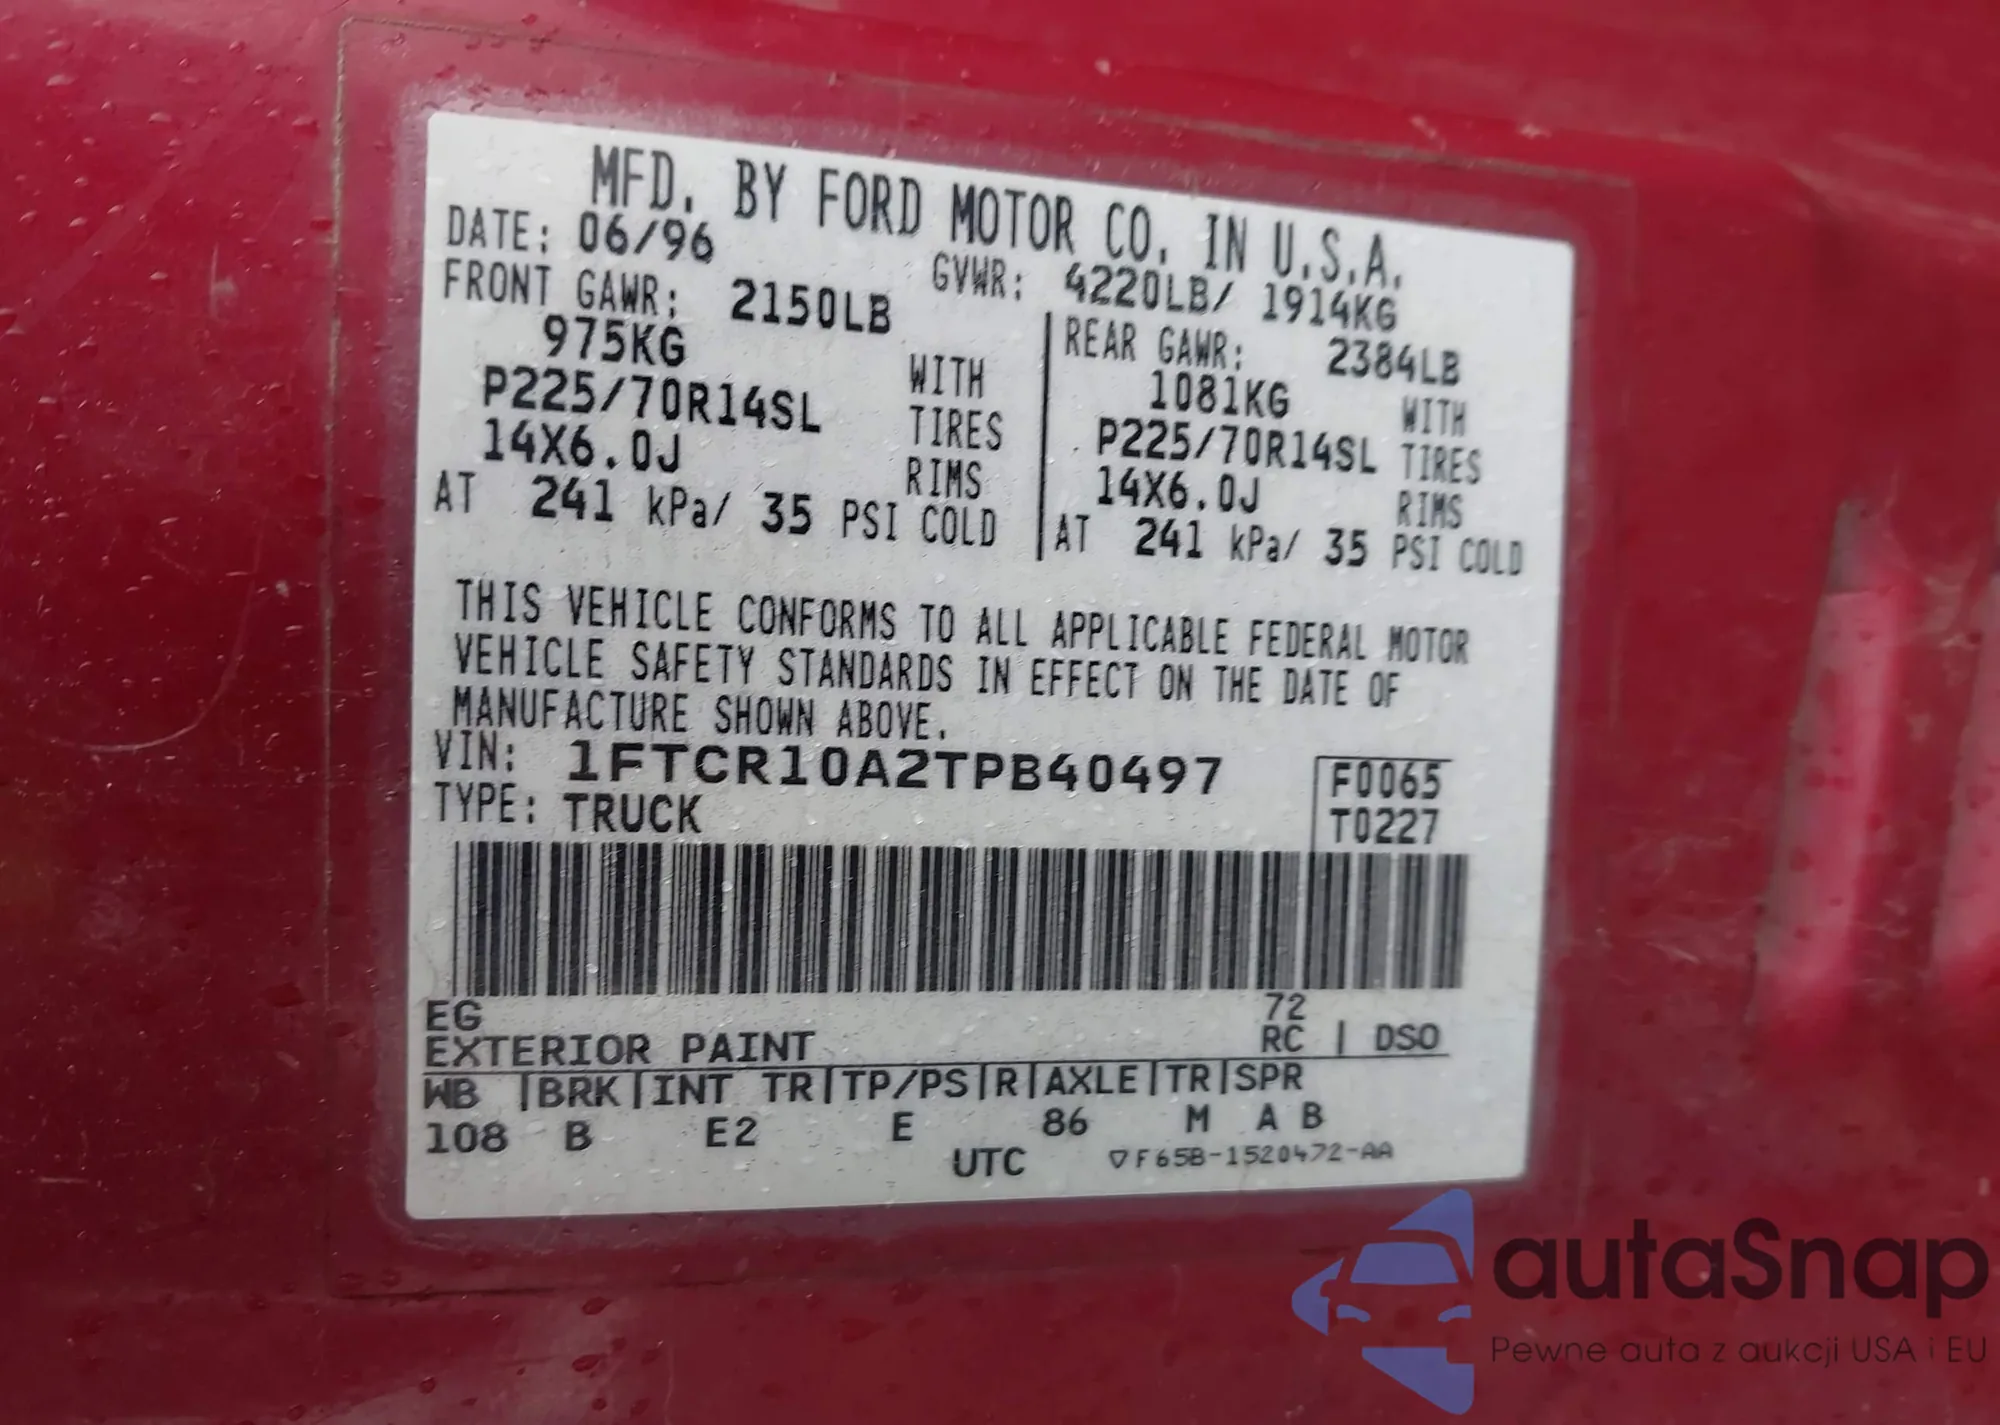 MFD. BY FORD MOTOR CO. IN U.S.A.
DATE: 06/96 GVWR: 4220LB/ 1914KG
FRONT GAWR: 2150LB REAR GAWR: 2384LB
975KG WITH 1081KG WITH
P225/70R14SL TIRES P225/70R14SL TIRES
14X6.0J RIMS 14X6.0J RIMS
AT 241 kPa/ 35 PSI COLD AT 241 kPa/ 35 PSI COLD
THIS VEHICLE CONFORMS TO ALL APPLICABLE FEDERAL MOTOR
VEHICLE SAFETY STANDARDS IN EFFECT ON THE DATE OF
MANUFACTURE SHOWN ABOVE.
VIN: 1FTCR10A2TPB40497 F0065
TYPE: TRUCK T0227
EG 72
EXTERIOR PAINT RC | DSO
WB |BRK|INT TR|TP/PS|R|AXLE|TR|SPR
108 B E2 E 86 M A B
UTC ▽F65B-1520472-AA
autaSnap
Pewne auta z aukcji USA i EU